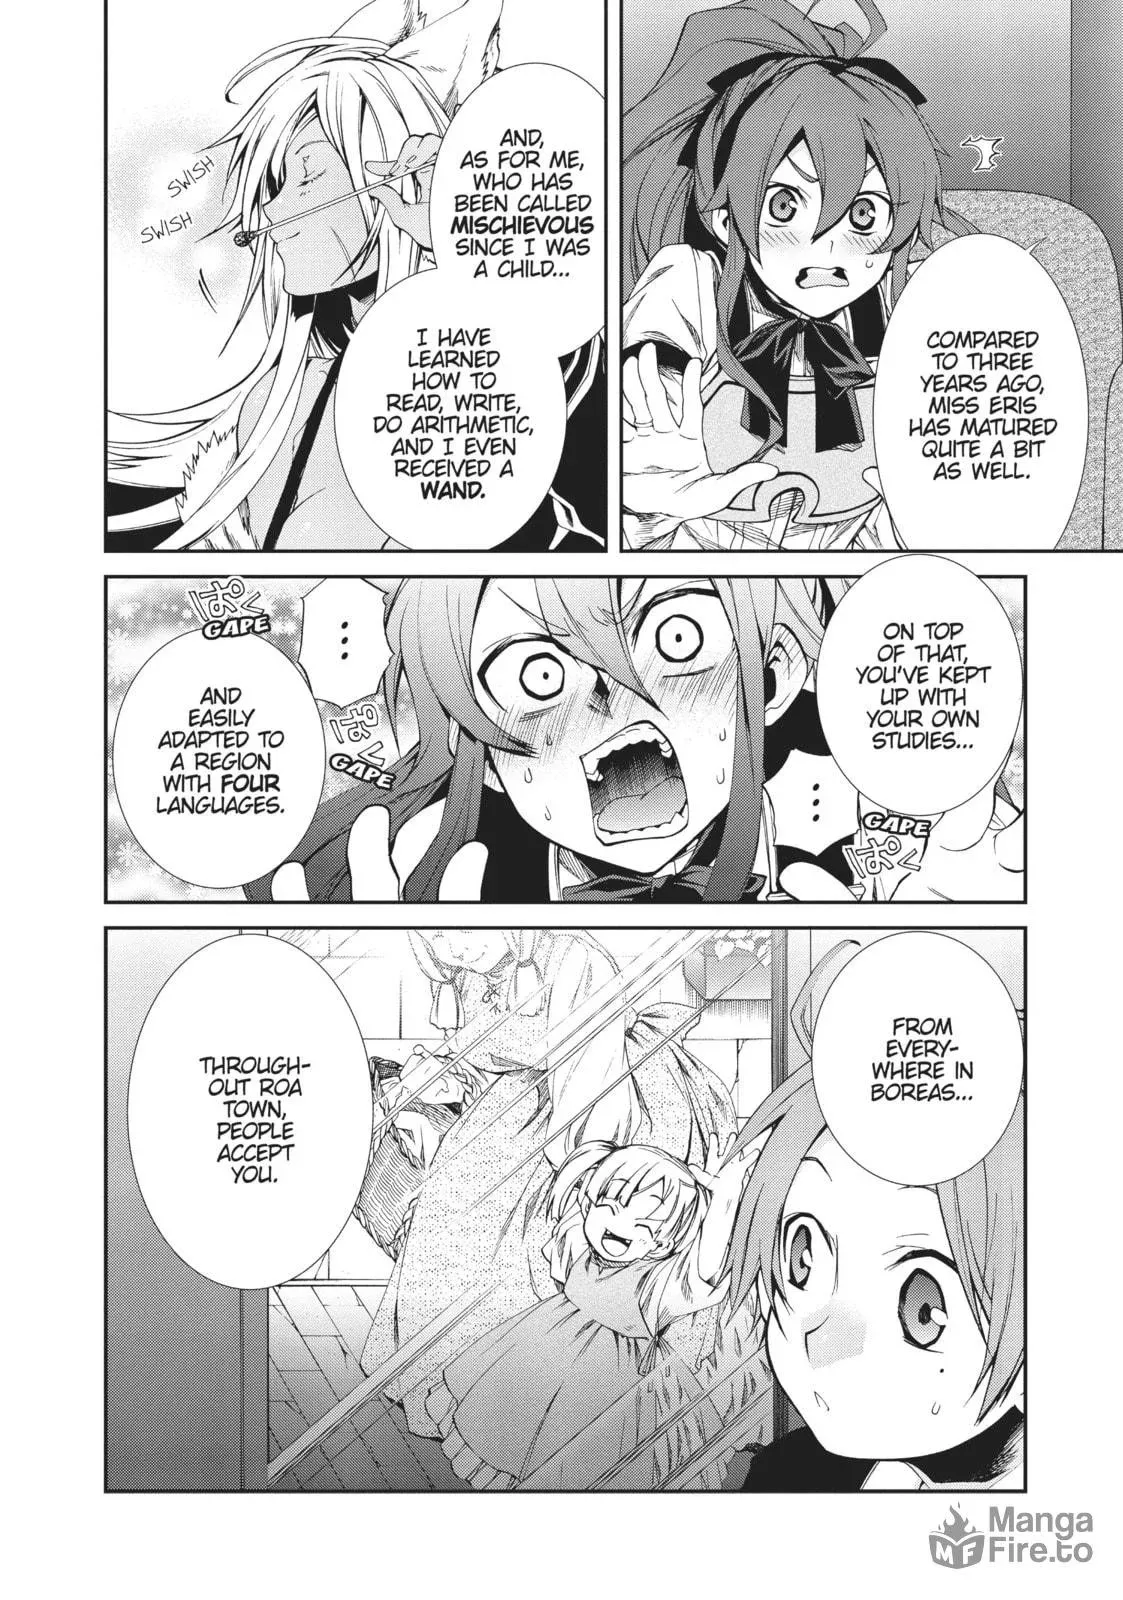 COMPARED
TO THREE
YEARS AGO,
MISS ERIS
HAS MATURED
QUITE A BIT
AS WELL.
AND,
AS FOR ME,
WHO HAS
BEEN CALLED
MISCHIEVOUS
SINCE I WAS
A CHILD...
I HAVE
LEARNED
HOW TO
READ, WRITE,
DO ARITHMETIC,
AND I EVEN
RECEIVED A
WAND.
SWISH
SWISH
ON TOP
OF THAT,
YOU'VE KEPT
UP WITH
YOUR OWN
STUDIES...
GAPE
ぱく
...
...
ぱく
GAPE
ぱく
GAPE
AND
EASILY
ADAPTED TO
A REGION
WITH FOUR
LANGUAGES.
FROM
EVERY-
WHERE IN
BOREAS...
THROUGH-
OUT ROA
TOWN,
PEOPLE
ACCEPT
YOU.
Manga
Fire.to
MF